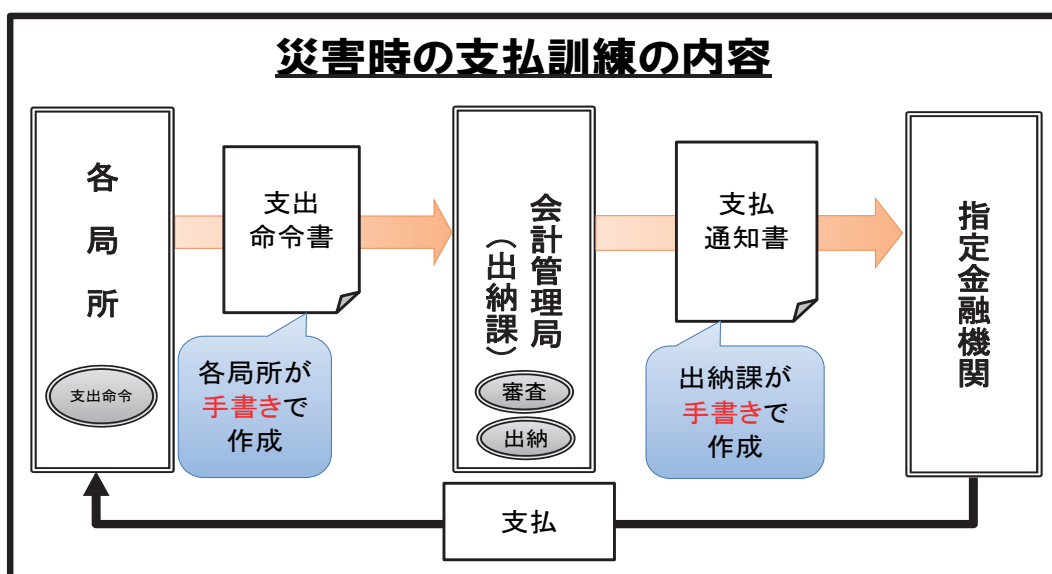 災害時の支払訓練の内容
各局所
支出命令
支出
命令書
各局所が
手書きで
作成
会計管理局
（出納課）
審査
出納
支払
通知書
出納課が
手書きで
作成
指定金融機関
支払